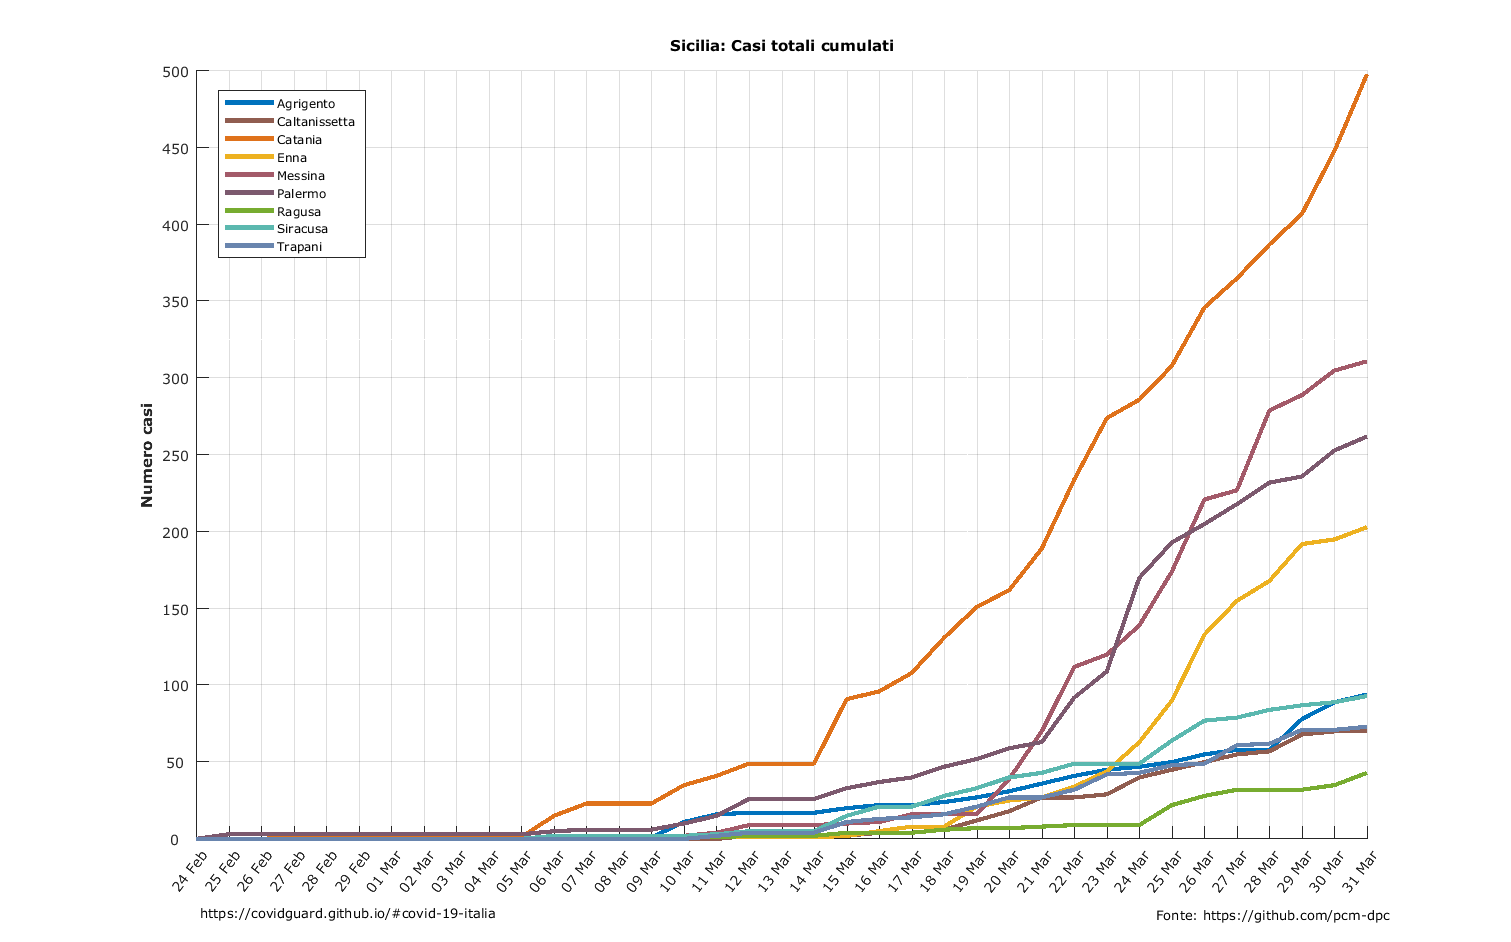 Sicilia: Casi totali cumulati
500
450
400
350
300
250
200
150
100
50
0
Numero casi
Agrigento
Caltanissetta
Catania
Enna
Messina
Palermo
Ragusa
Siracusa
Trapani
24 Feb
25 Feb
26 Feb
27 Feb
28 Feb
29 Feb
01 Mar
02 Mar
03 Mar
04 Mar
05 Mar
06 Mar
07 Mar
08 Mar
09 Mar
10 Mar
11 Mar
12 Mar
13 Mar
14 Mar
15 Mar
16 Mar
17 Mar
18 Mar
19 Mar
20 Mar
21 Mar
22 Mar
23 Mar
24 Mar
25 Mar
26 Mar
27 Mar
28 Mar
29 Mar
30 Mar
31 Mar
https://covidguard.github.io/#covid-19-italia
Fonte: https://github.com/pcm-dpc